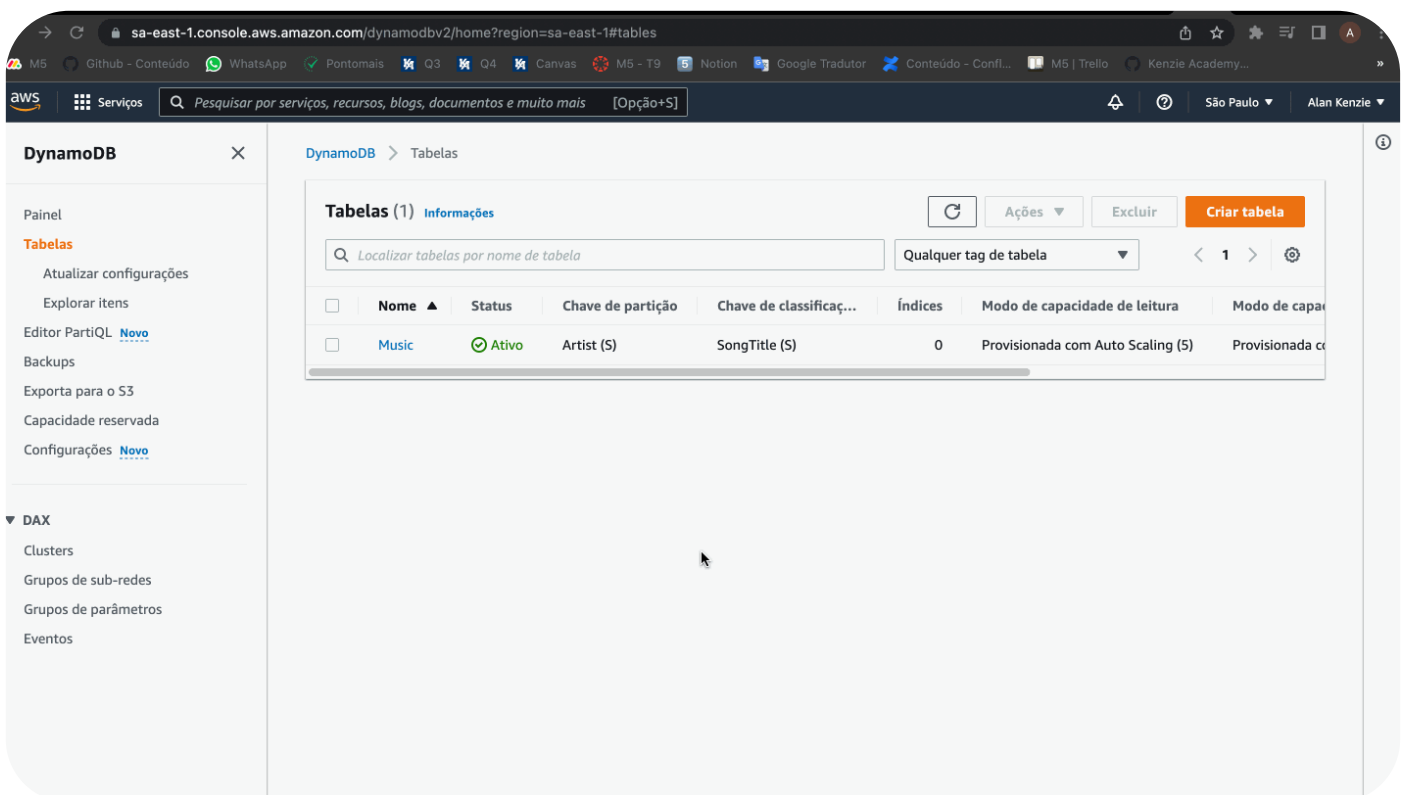 sa-east-1.console.aws.amazon.com/dynamodbv2/home?region=sa-east-1#tables
A
M5 Github - Conteúdo WhatsApp Pontomais Q3 Q4 Canvas M5 - T9 5 Notion Google Tradutor Conteúdo - Confl... M5 | Trello Kenzie Academy... »
aws Serviços Pesquisar por serviços, recursos, blogs, documentos e muito mais [Opção+S] São Paulo ▼ Alan Kenzie ▼
DynamoDB
Painel
Tabelas
Atualizar configurações
Explorar itens
Editor PartiQL Novo
Backups
Exporta para o S3
Capacidade reservada
Configurações Novo
DAX
Clusters
Grupos de sub-redes
Grupos de parâmetros
Eventos
DynamoDB > Tabelas
Tabelas (1) Informações Ações ▼ Excluir Criar tabela
Localizar tabelas por nome de tabela Qualquer tag de tabela ▼ < 1 >
Nome ▲ Status Chave de partição Chave de classificaç... Índices Modo de capacidade de leitura Modo de capa
Music Ativo Artist (S) SongTitle (S) 0 Provisionada com Auto Scaling (5) Provisionada co